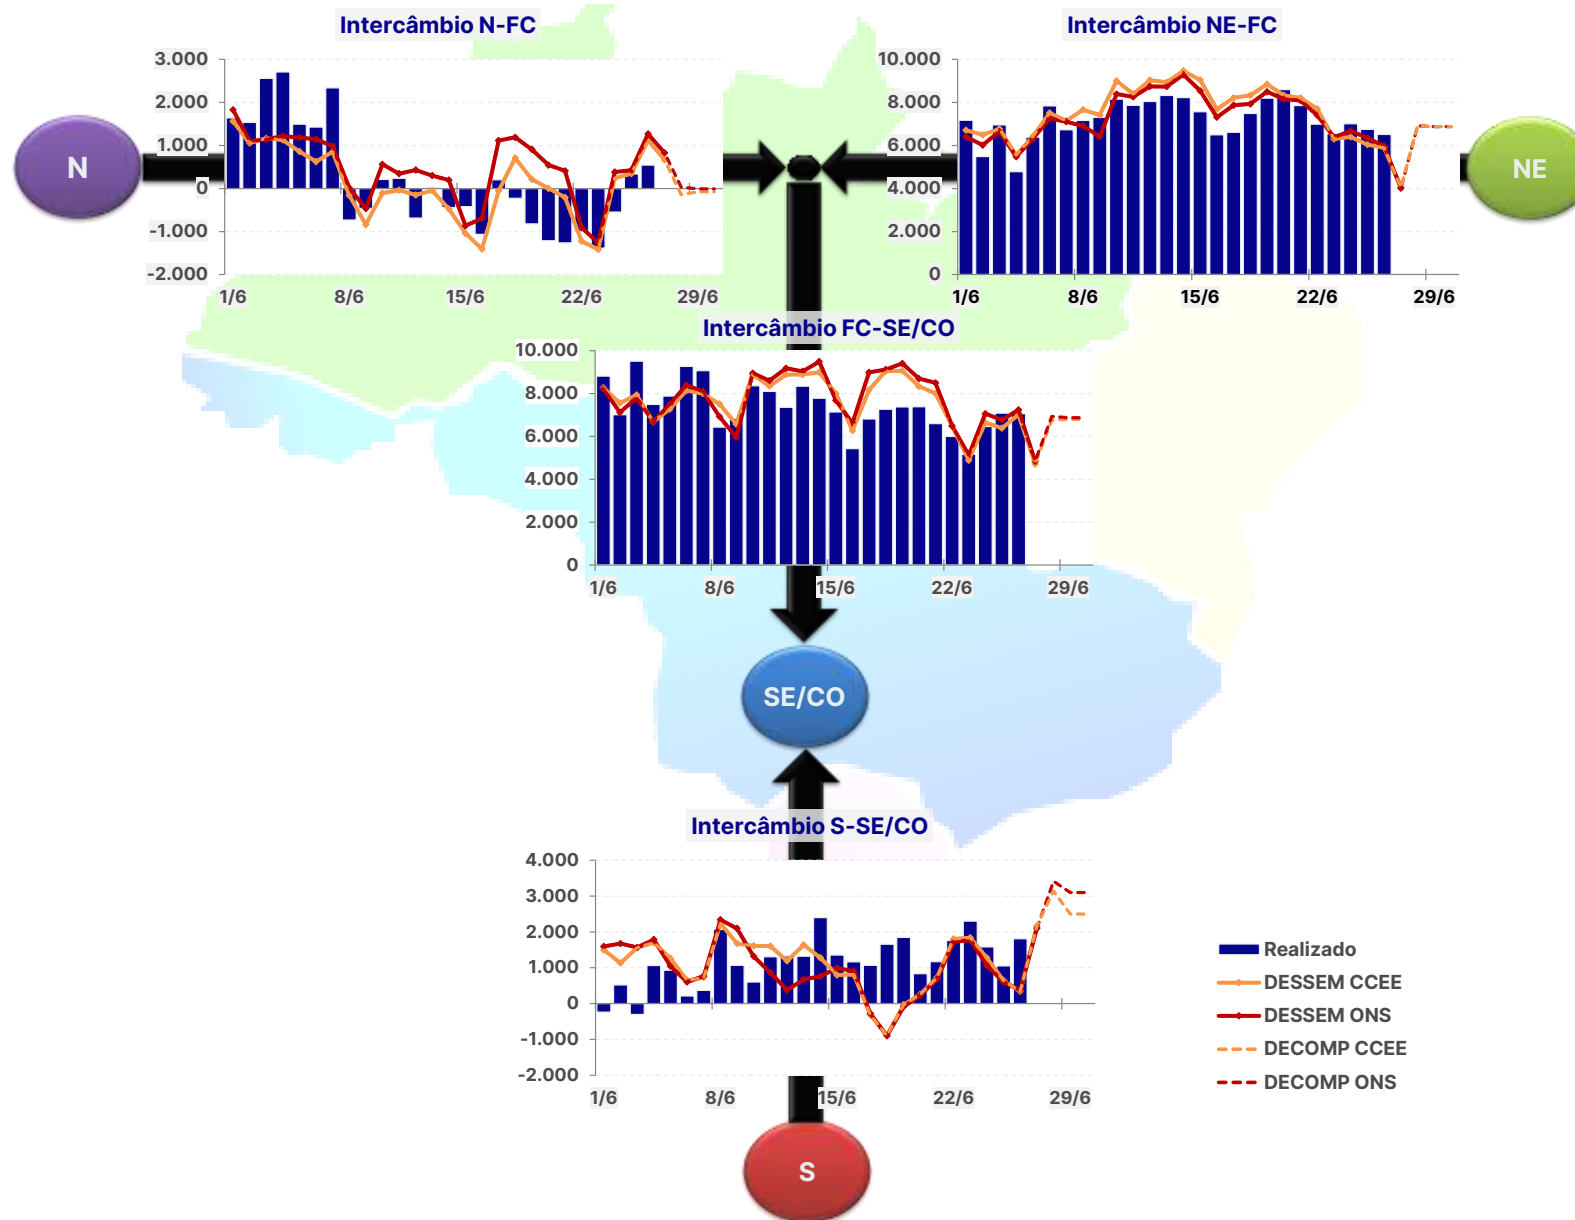 Intercâmbio N-FC
3.000
2.000
1.000
0
-1.000
-2.000
1/6 8/6 15/6 22/6 29/6
N
Intercâmbio NE-FC
10.000
8.000
6.000
4.000
2.000
0
1/6 8/6 15/6 22/6 29/6
NE
Intercâmbio FC-SE/CO
10.000
8.000
6.000
4.000
2.000
0
1/6 8/6 15/6 22/6 29/6
SE/CO
Intercâmbio S-SE/CO
4.000
3.000
2.000
1.000
0
-1.000
-2.000
1/6 8/6 15/6 22/6 29/6
Realizado
DESSEM CCEE
DESSEM ONS
DECOMP CCEE
DECOMP ONS
S